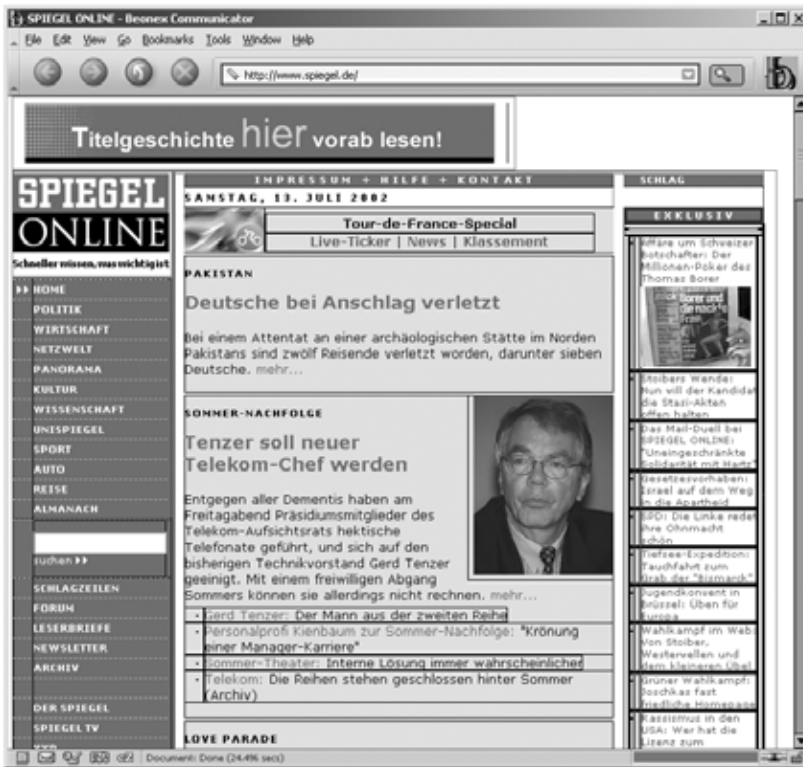 SPIEGEL ONLINE - Beonex Communicator
File Edit View Go Bookmarks Tools Window Help
http://www.spiegel.de/
Titelgeschichte hier vorab lesen!
SPIEGEL
ONLINE
Schneller wissen, was wichtig ist
HOME
POLITIK
WIRTSCHAFT
NETZWELT
PANORAMA
KULTUR
WISSENSCHAFT
UNISPIEGEL
SPORT
AUTO
REISE
ALMANACH
suchen
SCHLAGZEILEN
FORUM
LESERBRIEFE
NEWSLETTER
ARCHIV
DER SPIEGEL
SPIEGEL TV
IMPRESSUM + HILFE + KONTAKT
SAMSTAG, 13. JULI 2002
Tour-de-France-Special
Live-Ticker | News | Klassement
PAKISTAN
Deutsche bei Anschlag verletzt
Bei einem Attentat an einer archäologischen Stätte im Norden
Pakistans sind zwölf Reisende verletzt worden, darunter sieben
Deutsche. mehr...
SOMMER-NACHFOLGE
Tenzer soll neuer
Telekom-Chef werden
Entgegen aller Dementis haben am
Freitagabend Präsidiumsmitglieder des
Telekom-Aufsichtsrats hektische
Telefonate geführt, und sich auf den
bisherigen Technikvorstand Gerd Tenzer
geeinigt. Mit einem freiwilligen Abgang
Sommers können sie allerdings nicht rechnen. mehr...
Gerd Tenzer: Der Mann aus der zweiten Reihe
Personalprofi Kienbaum zur Sommer-Nachfolge: "Krönung
einer Manager-Karriere"
Sommer-Theater: Interne Lösung immer wahrscheinlicher
Telekom: Die Reihen stehen geschlossen hinter Sommer
(Archiv)
LOVE PARADE
SCHLAG
EXKLUSIV
Affäre um Schweizer
Botschafter: Der
Millionen-Poker des
Thomas Borer
Borer und
die nackte
Frau
Stoibers Wende:
Nun will der Kandidat
die Stasi-Akten
offen halten
Das Mail-Duell bei
SPIEGEL ONLINE:
"Uneingeschränkte
Solidarität mit Hartz"
Gesetzesvorhaben:
Israel auf dem Weg
in die Apartheid
SPD: Die Linke redet
ihre Ohnmacht
schön
Tiefsee-Expedition:
Tauchfahrt zum
Grab der "Bismarck"
Jugendkonvent in
Brüssel: Üben für
Europa
Wahlkampf im Web:
Von Stoiber,
Westervellen und
dem kleineren Übel
Grüner Wahlkampf:
Joschkas fast
friedliche Homepage
Rassismus in den
USA: Wer hat die
Lizenz zum
Document: Done (24.496 secs)